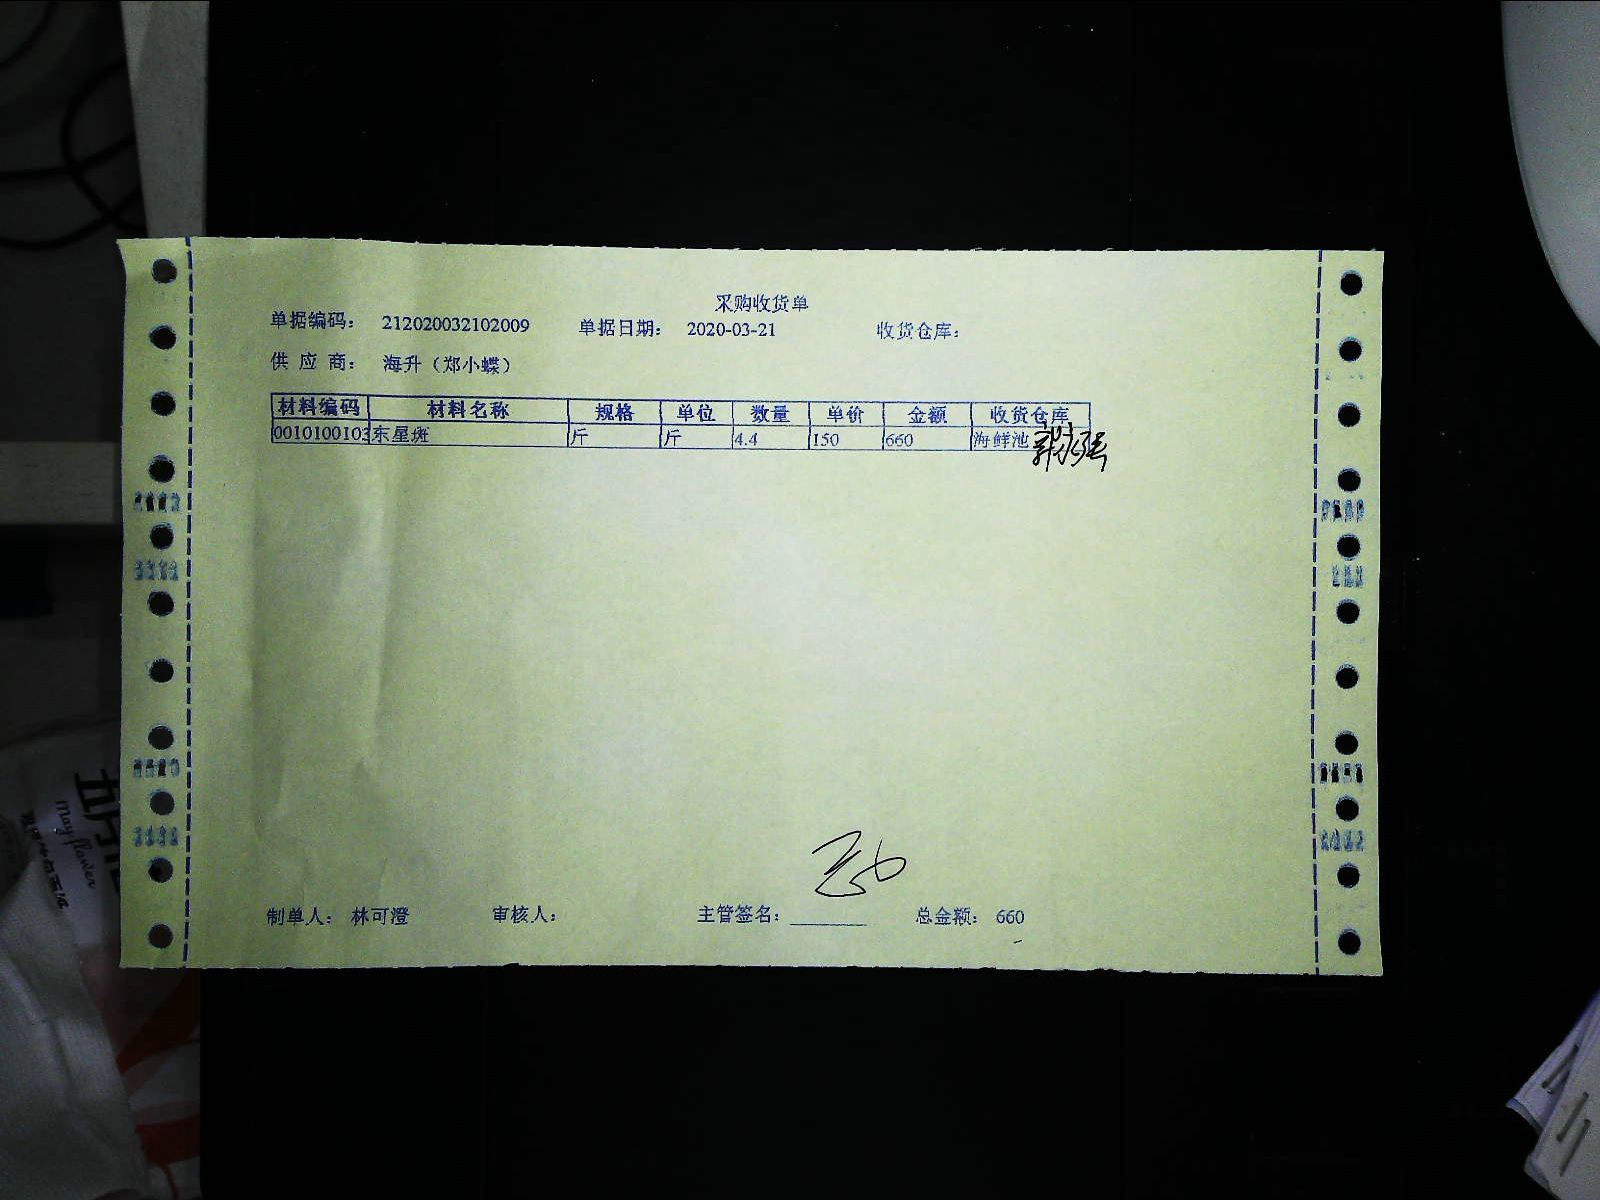 采购收货单
单据编码： 212020032102009 单据日期： 2020-03-21 收货仓库：
供 应 商： 海升（郑小蝶）
材料编码 材料名称 规格 单位 数量 单价 金额 收货仓库
0010100103 东星斑 斤 斤 4.4 150 660 海鲜池
制单人： 林可澄 审核人： 主管签名： 总金额： 660
may flower